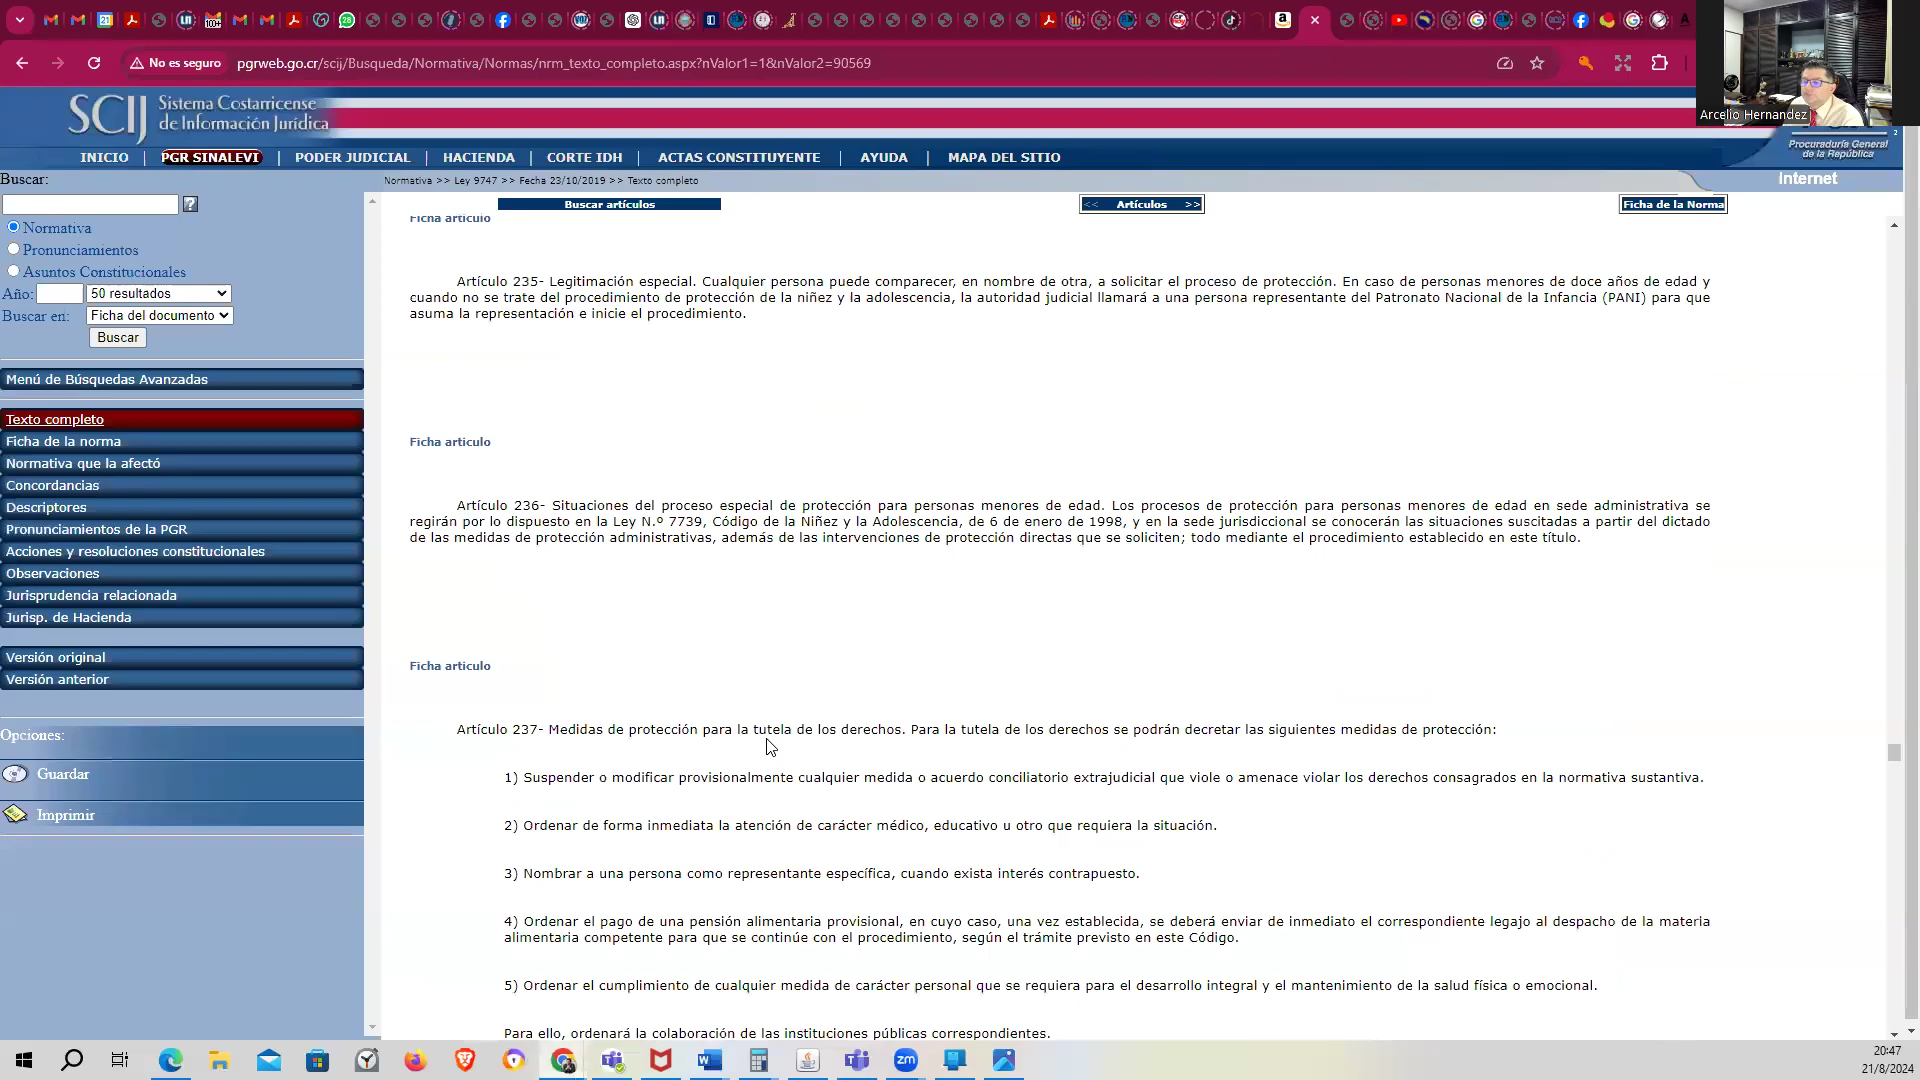 No es seguro
pgrweb.go.cr/scij/Busqueda/Normativa/Normas/nrm_texto_completo.aspx?nValor1=1&nValor2=90569
Arcelio Hernandez
SCIJ Sistema Costarricense
de Información Jurídica
Procuraduría General
de la República
INICIO | PGR SINALEVI | PODER JUDICIAL | HACIENDA | CORTE IDH | ACTAS CONSTITUYENTE | AYUDA | MAPA DEL SITIO
Internet
Buscar:
Normativa >> Ley 9747 >> Fecha 23/10/2019 >> Texto completo
?
Buscar artículos
<< Artículos >>
Ficha de la Norma
Normativa
Pronunciamientos
Asuntos Constitucionales
Año: 50 resultados
Buscar en: Ficha del documento
Buscar
Menú de Búsquedas Avanzadas
Texto completo
Ficha de la norma
Normativa que la afectó
Concordancias
Descriptores
Pronunciamientos de la PGR
Acciones y resoluciones constitucionales
Observaciones
Jurisprudencia relacionada
Jurisp. de Hacienda
Versión original
Versión anterior
Opciones:
Guardar
Imprimir
Ficha articulo
Artículo 235- Legitimación especial. Cualquier persona puede comparecer, en nombre de otra, a solicitar el proceso de protección. En caso de personas menores de doce años de edad y
cuando no se trate del procedimiento de protección de la niñez y la adolescencia, la autoridad judicial llamará a una persona representante del Patronato Nacional de la Infancia (PANI) para que
asuma la representación e inicie el procedimiento.
Ficha articulo
Artículo 236- Situaciones del proceso especial de protección para personas menores de edad. Los procesos de protección para personas menores de edad en sede administrativa se
regirán por lo dispuesto en la Ley N.º 7739, Código de la Niñez y la Adolescencia, de 6 de enero de 1998, y en la sede jurisdiccional se conocerán las situaciones suscitadas a partir del dictado
de las medidas de protección administrativas, además de las intervenciones de protección directas que se soliciten; todo mediante el procedimiento establecido en este título.
Ficha articulo
Artículo 237- Medidas de protección para la tutela de los derechos. Para la tutela de los derechos se podrán decretar las siguientes medidas de protección:
1) Suspender o modificar provisionalmente cualquier medida o acuerdo conciliatorio extrajudicial que viole o amenace violar los derechos consagrados en la normativa sustantiva.
2) Ordenar de forma inmediata la atención de carácter médico, educativo u otro que requiera la situación.
3) Nombrar a una persona como representante específica, cuando exista interés contrapuesto.
4) Ordenar el pago de una pensión alimentaria provisional, en cuyo caso, una vez establecida, se deberá enviar de inmediato el correspondiente legajo al despacho de la materia
alimentaria competente para que se continúe con el procedimiento, según el trámite previsto en este Código.
5) Ordenar el cumplimiento de cualquier medida de carácter personal que se requiera para el desarrollo integral y el mantenimiento de la salud física o emocional.
Para ello, ordenará la colaboración de las instituciones públicas correspondientes.
20:47
21/8/2024